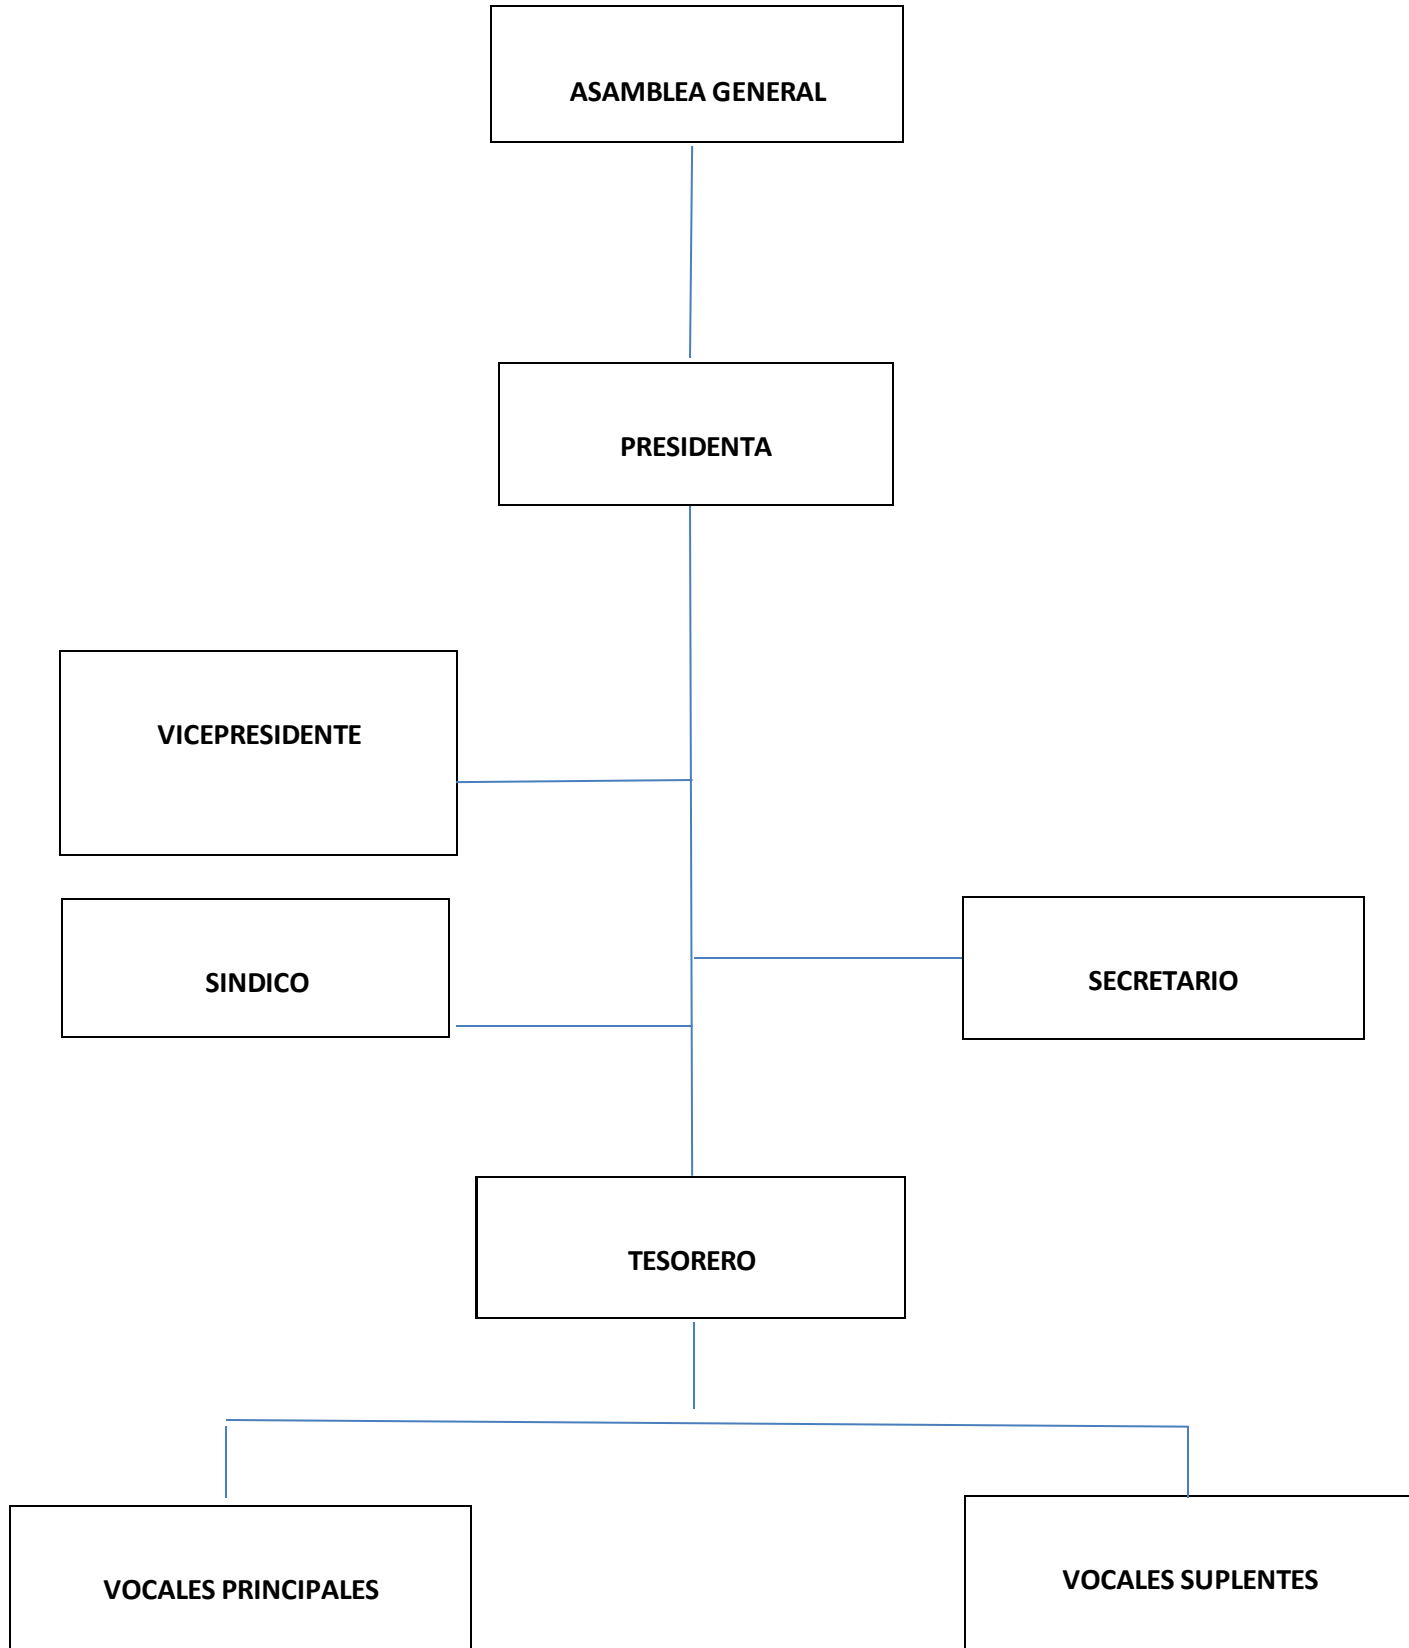 ASAMBLEA GENERAL
PRESIDENTA
VICEPRESIDENTE
SINDICO
SECRETARIO
TESORERO
VOCALES PRINCIPALES
VOCALES SUPLENTES